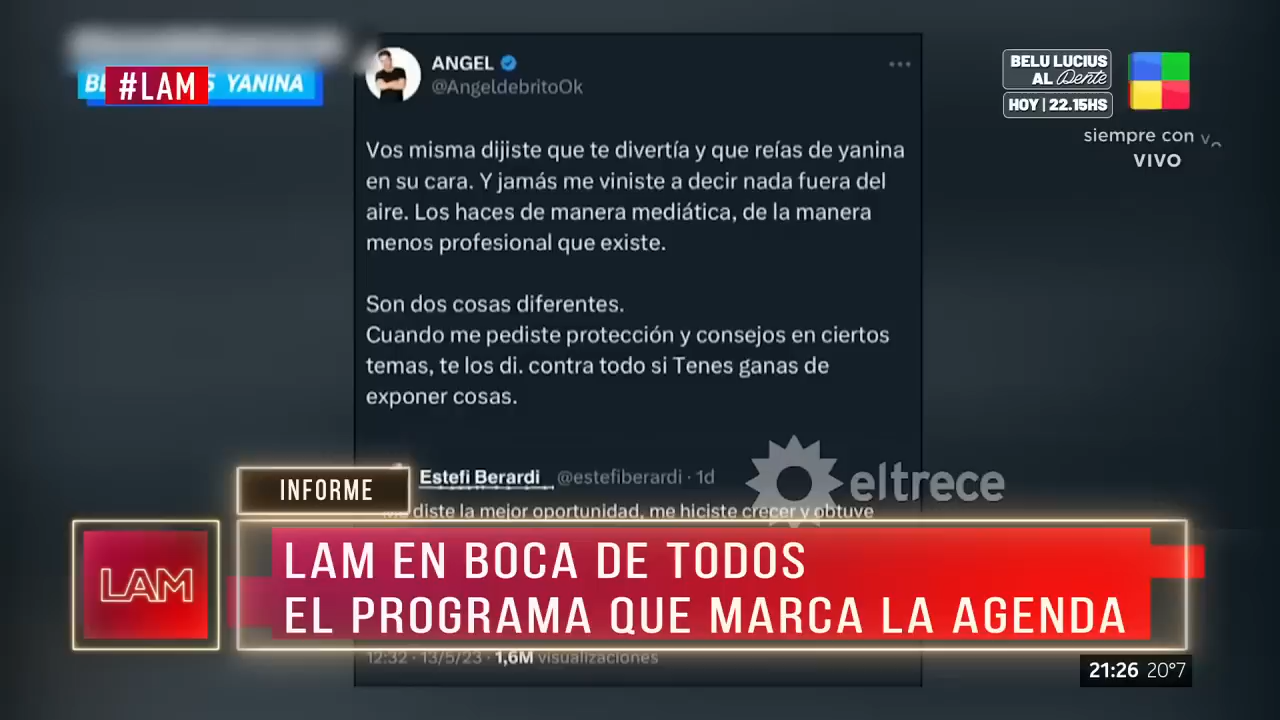 #LAM
YANINA
ANGEL
@AngeldebritoOk
BELU LUCIUS
AL Dente
HOY | 22.15HS
siempre con
VIVO
Vos misma dijiste que te divertía y que reías de yanina
en su cara. Y jamás me viniste a decir nada fuera del
aire. Los haces de manera mediática, de la manera
menos profesional que existe.
Son dos cosas diferentes.
Cuando me pediste protección y consejos en ciertos
temas, te los di. contra todo si Tenes ganas de
exponer cosas.
Estefi Berardi @estefiberardi · 1d
diste la mejor oportunidad, me hiciste crecer y obtuve
eltrece
INFORME
LAM
LAM EN BOCA DE TODOS
EL PROGRAMA QUE MARCA LA AGENDA
12:32 · 13/5/23 · 1,6M visualizaciones
21:26 20°7